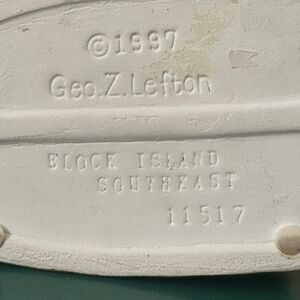 ©1997
Geo.Z.Lefton
BLOCK ISLAND
SOUTHEAST
11517